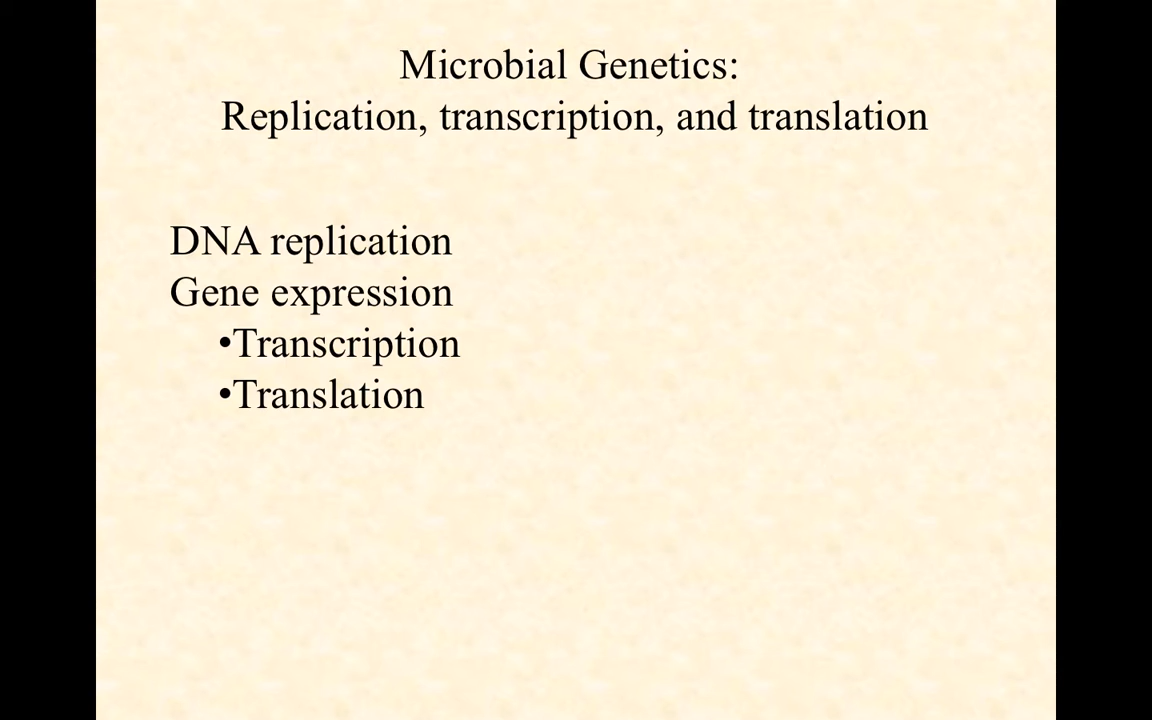 Microbial Genetics:
Replication, transcription, and translation
DNA replication
Gene expression
•Transcription
•Translation